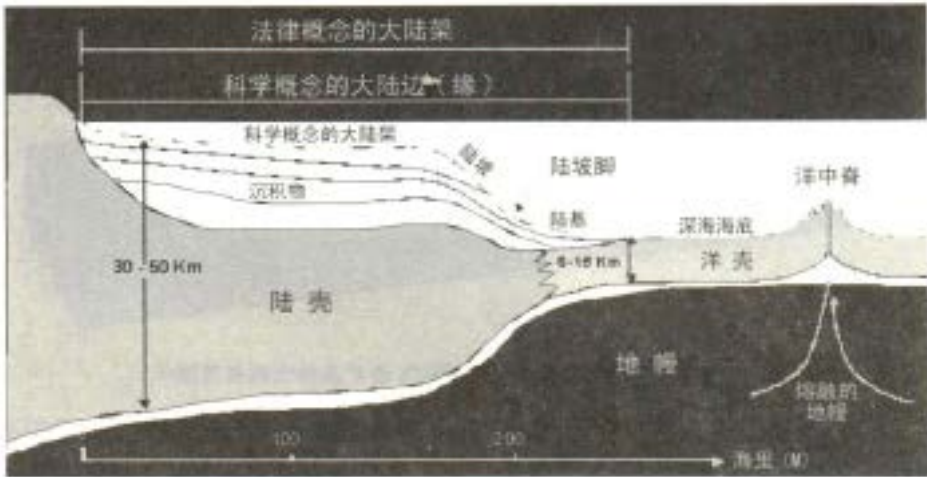 法律概念的大陆架
科学概念的大陆边（缘）
科学概念的大陆架
陆坡
陆坡脚
洋中脊
沉积物
陆基
深海海底
30 - 50 Km
6-15 Km
洋 壳
陆 壳
地 幔
熔融的
地幔
100
200
海里 (M)